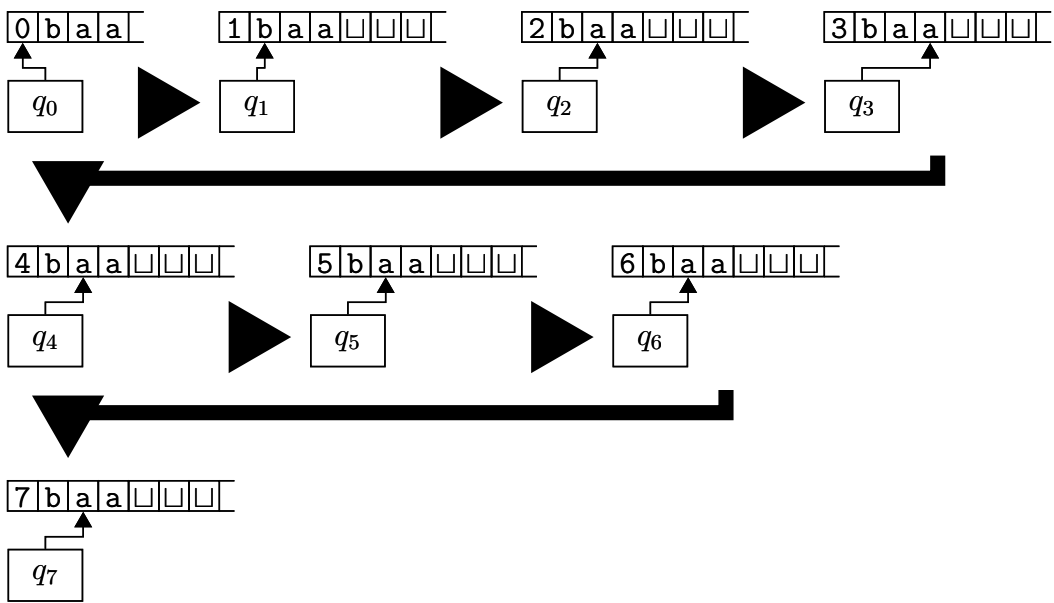 0 b a a 1 b a a ⊔ ⊔ ⊔ 2 b a a ⊔ ⊔ ⊔ 3 b a a ⊔ ⊔ ⊔
q₀ q₁ q₂ q₃
4 b a a ⊔ ⊔ ⊔ 5 b a a ⊔ ⊔ ⊔ 6 b a a ⊔ ⊔ ⊔
q₄ q₅ q₆
7 b a a ⊔ ⊔ ⊔
q₇